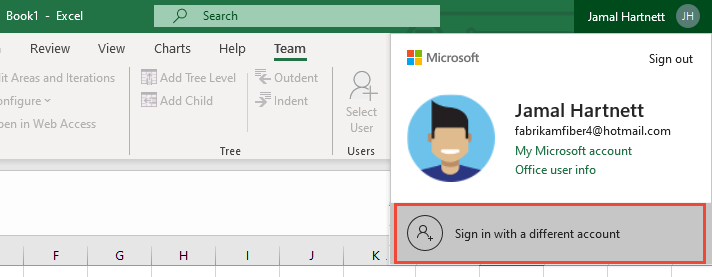 Book1 - Excel
Search
Jamal Hartnett
JH
View
Charts
Help
Team
it Areas and Iterations
onfigure
en in Web Access
Add Tree Level
Add Child
Outdent
Indent
Tree
Select
User
Users
Microsoft
Sign out
Jamal Hartnett
fabrikamfiber4@hotmail.com
My Microsoft account
Office user info
Sign in with a different account
F G H I J K